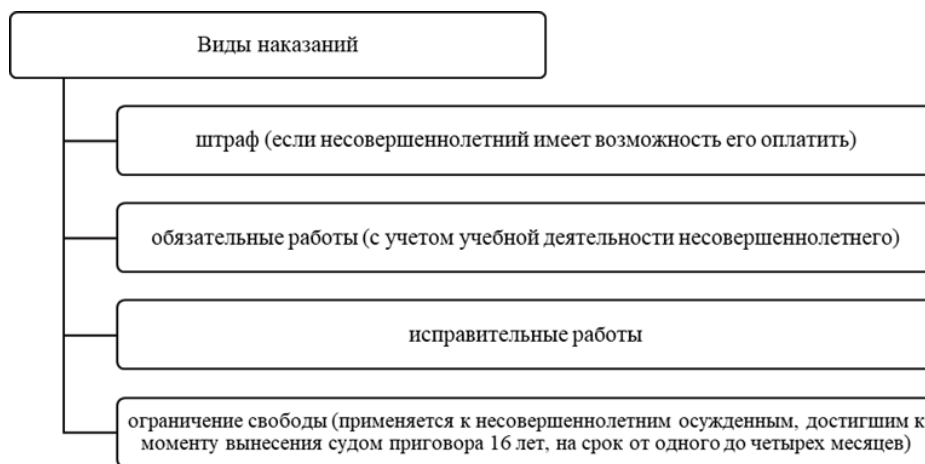 Виды наказаний
штраф (если несовершеннолетний имеет возможность его оплатить)
обязательные работы (с учетом учебной деятельности несовершеннолетнего)
исправительные работы
ограничение свободы (применяется к несовершеннолетним осужденным, достигшим к
моменту вынесения судом приговора 16 лет, на срок от одного до четырех месяцев)